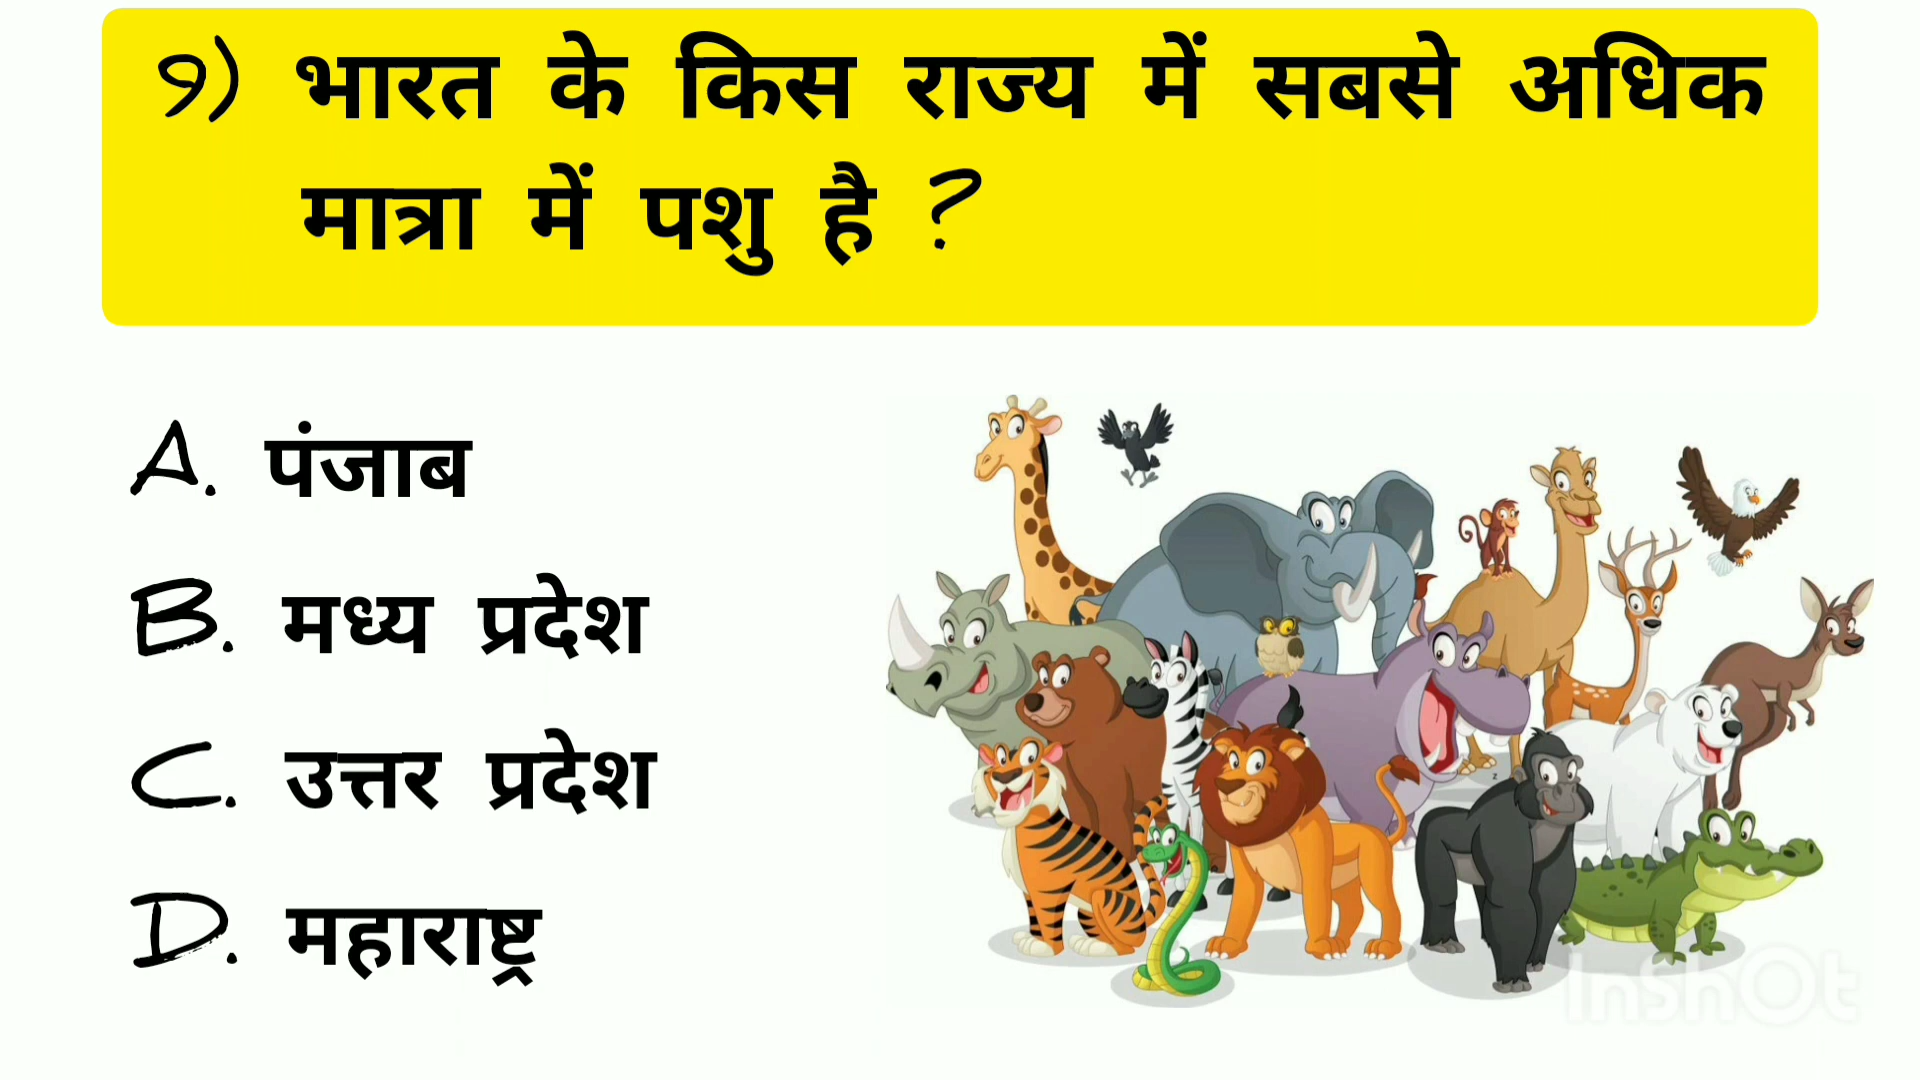 9) भारत के किस राज्य में सबसे अधिक
मात्रा में पशु है ?
A. पंजाब
B. मध्य प्रदेश
C. उत्तर प्रदेश
D. महाराष्ट्र
InShOt